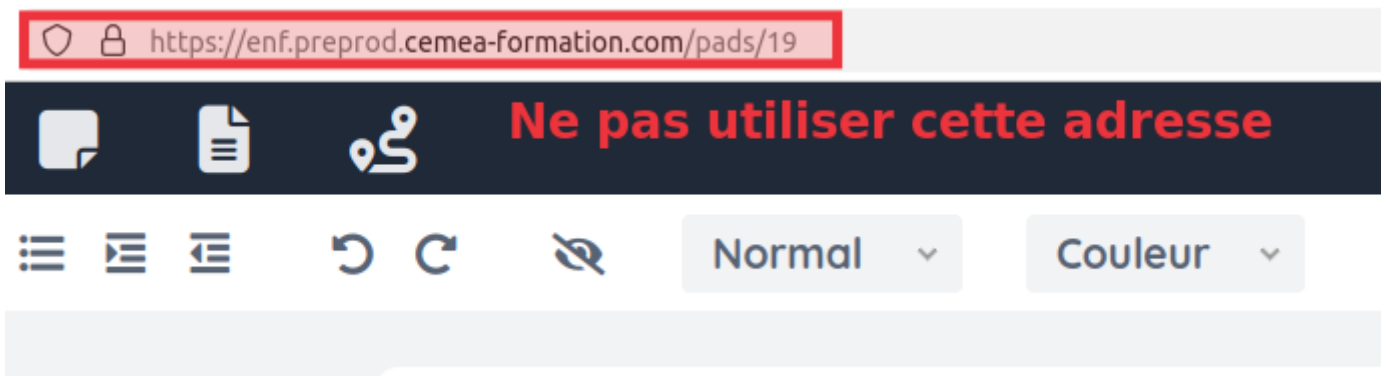 https://enf.preprod.cemea-formation.com/pads/19
Ne pas utiliser cette adresse
Normal
Couleur